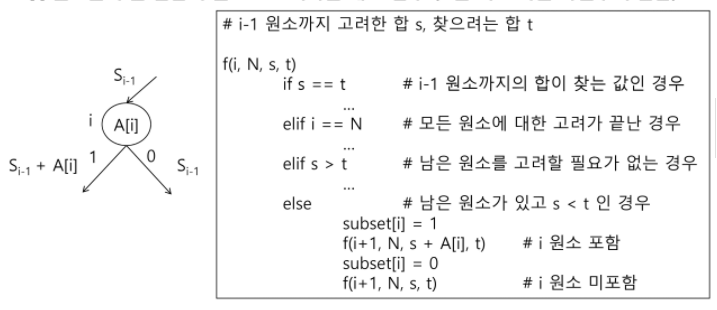 # i-1 원소까지 고려한 합 s, 찾으려는 합 t
f(i, N, s, t)
if s == t # i-1 원소까지의 합이 찾는 값인 경우
...
elif i == N # 모든 원소에 대한 고려가 끝난 경우
...
elif s > t # 남은 원소를 고려할 필요가 없는 경우
...
else # 남은 원소가 있고 s < t 인 경우
subset[i] = 1
f(i+1, N, s + A[i], t) # i 원소 포함
subset[i] = 0
f(i+1, N, s, t) # i 원소 미포함
Si-1
i A[i]
Si-1 + A[i] 1 0 Si-1